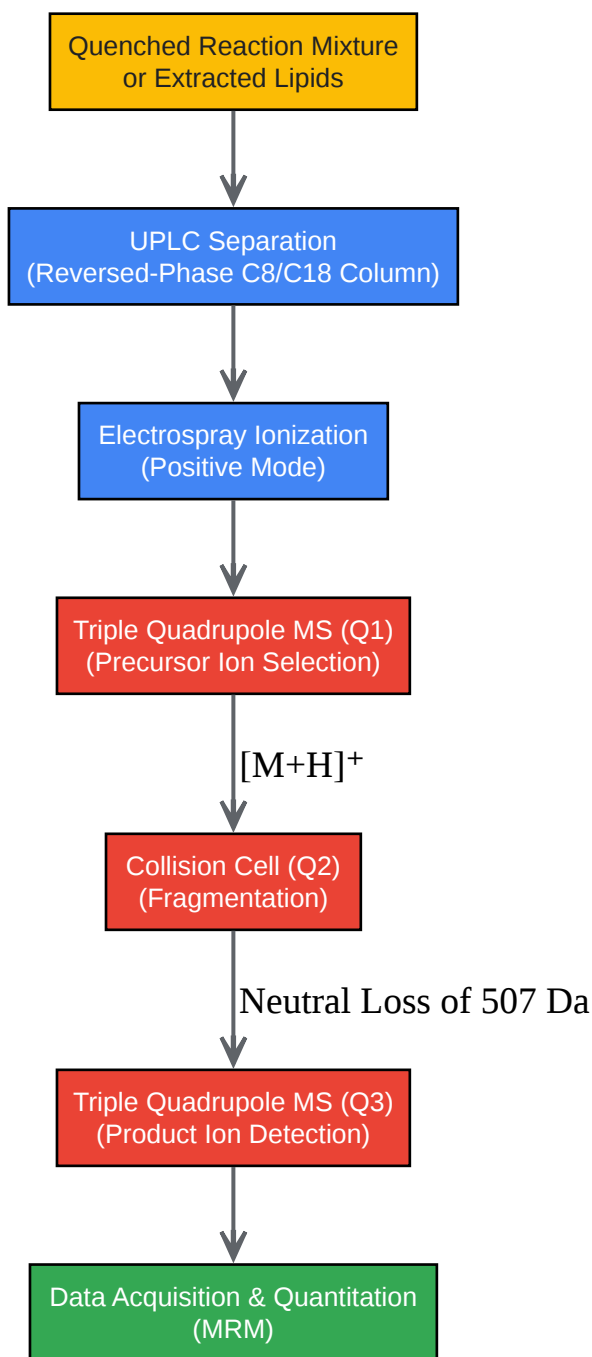 Quenched Reaction Mixture
or Extracted Lipids
UPLC Separation
(Reversed-Phase C8/C18 Column)
Electrospray Ionization
(Positive Mode)
Triple Quadrupole MS (Q1)
(Precursor Ion Selection)
[M+H]⁺
Collision Cell (Q2)
(Fragmentation)
Neutral Loss of 507 Da
Triple Quadrupole MS (Q3)
(Product Ion Detection)
Data Acquisition & Quantitation
(MRM)